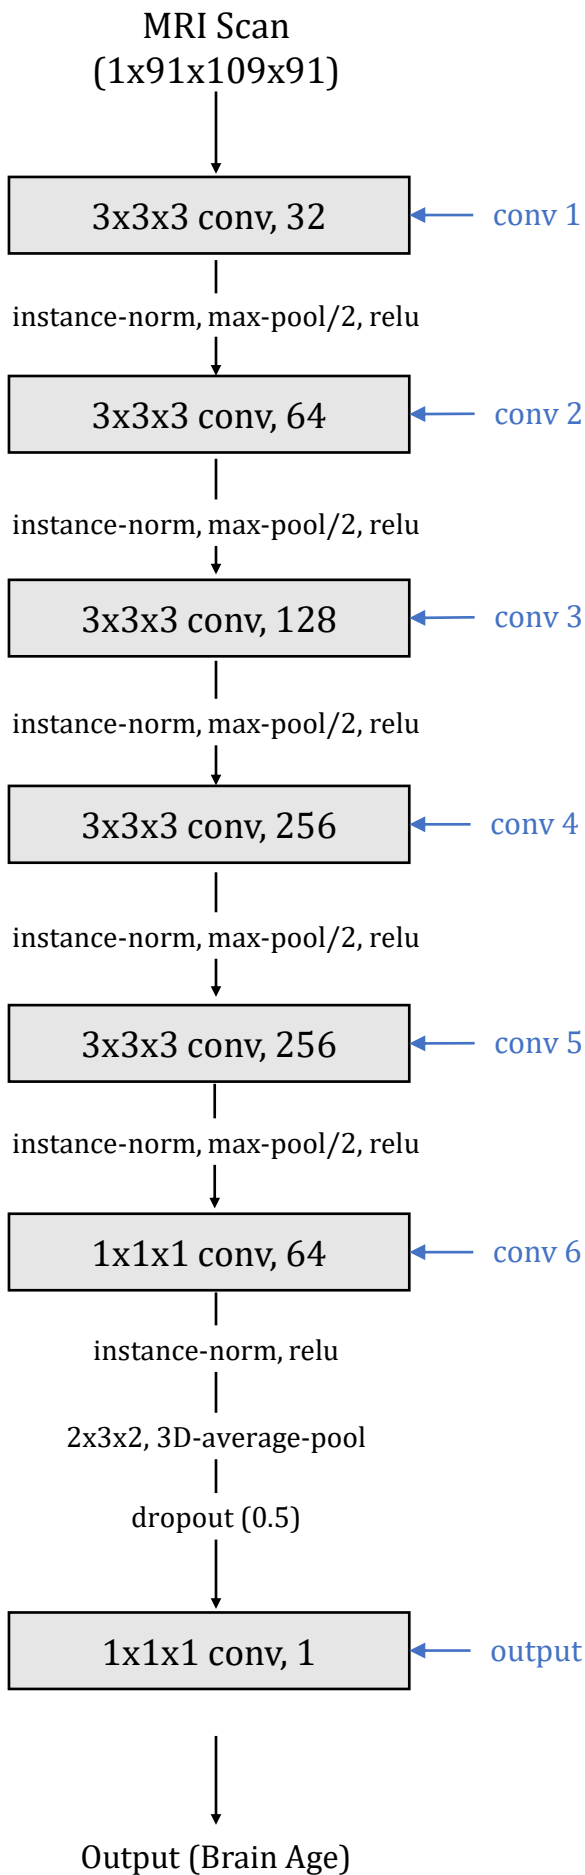 MRI Scan
(1x91x109x91)
3x3x3 conv, 32
conv 1
instance-norm, max-pool/2, relu
3x3x3 conv, 64
conv 2
instance-norm, max-pool/2, relu
3x3x3 conv, 128
conv 3
instance-norm, max-pool/2, relu
3x3x3 conv, 256
conv 4
instance-norm, max-pool/2, relu
3x3x3 conv, 256
conv 5
instance-norm, max-pool/2, relu
1x1x1 conv, 64
conv 6
instance-norm, relu
2x3x2, 3D-average-pool
dropout (0.5)
1x1x1 conv, 1
output
Output (Brain Age)